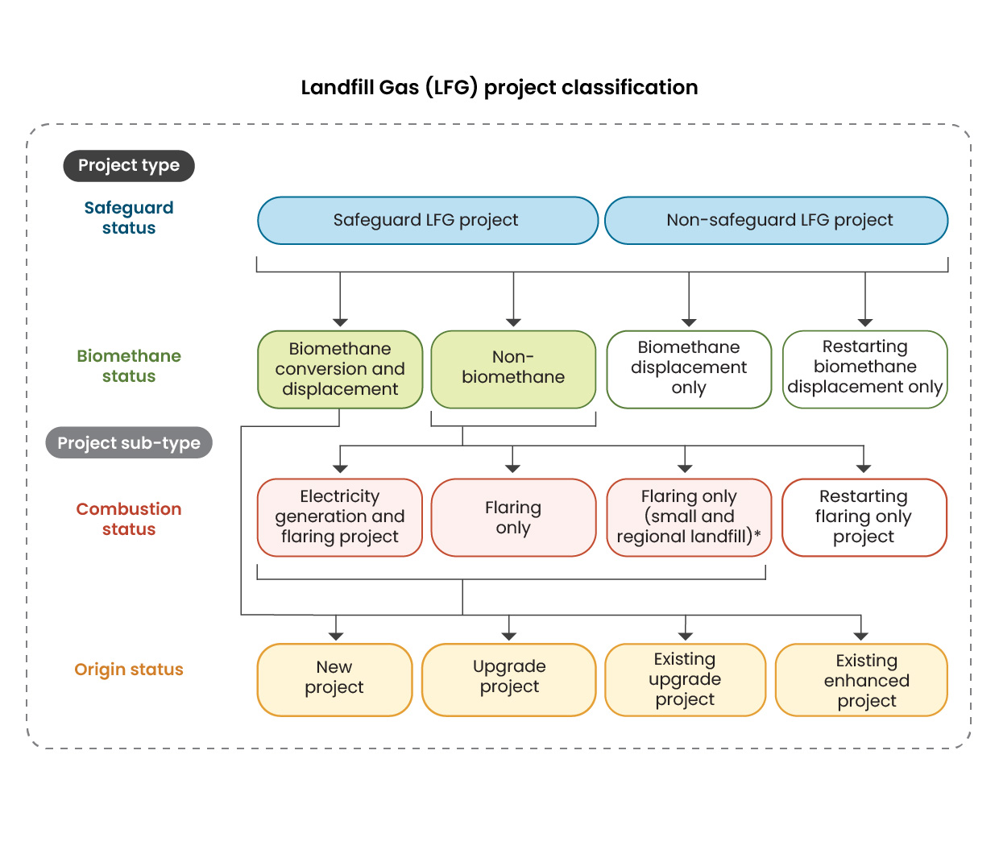 Landfill Gas (LFG) project classification
Project type
Safeguard
status
Safeguard LFG project
Non-safeguard LFG project
Biomethane
status
Biomethane
conversion and
displacement
Non-
biomethane
Biomethane
displacement
only
Restarting
biomethane
displacement only
Project sub-type
Combustion
status
Electricity
generation and
flaring project
Flaring
only
Flaring only
(small and
regional landfill)*
Restarting
flaring only
project
Origin status
New
project
Upgrade
project
Existing
upgrade
project
Existing
enhanced
project